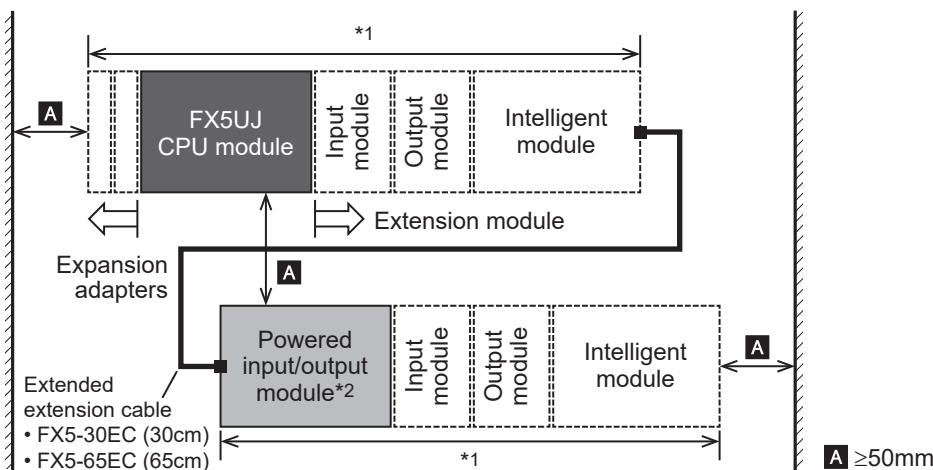 *1
A
FX5UJ
CPU module
Input
module
Output
module
Intelligent
module
Extension module
Expansion
adapters
A
Powered
input/output
module*2
Input
module
Output
module
Intelligent
module
A
Extended
extension cable
• FX5-30EC (30cm)
• FX5-65EC (65cm)
*1
A ≥50mm